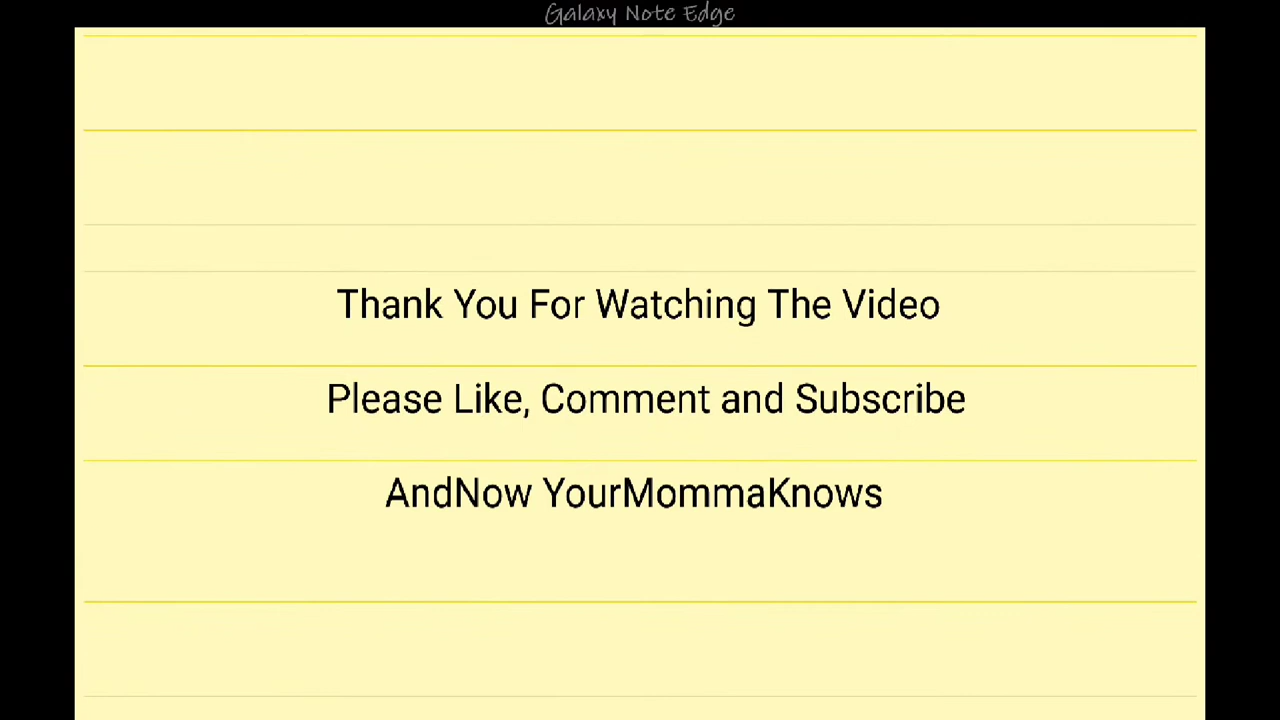 Galaxy Note Edge
Thank You For Watching The Video
Please Like, Comment and Subscribe
AndNow YourMommaKnows